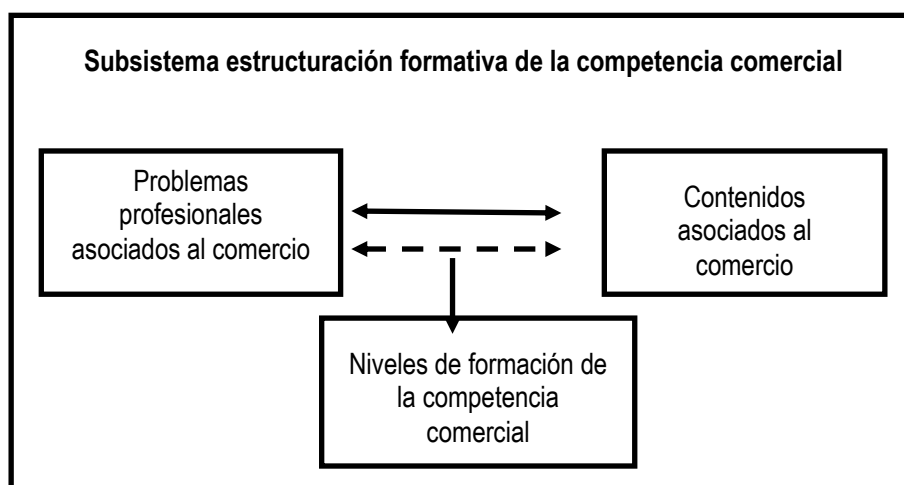 Subsistema estructuración formativa de la competencia comercial
Problemas
profesionales
asociados al comercio
Contenidos
asociados al
comercio
Niveles de formación de
la competencia
comercial